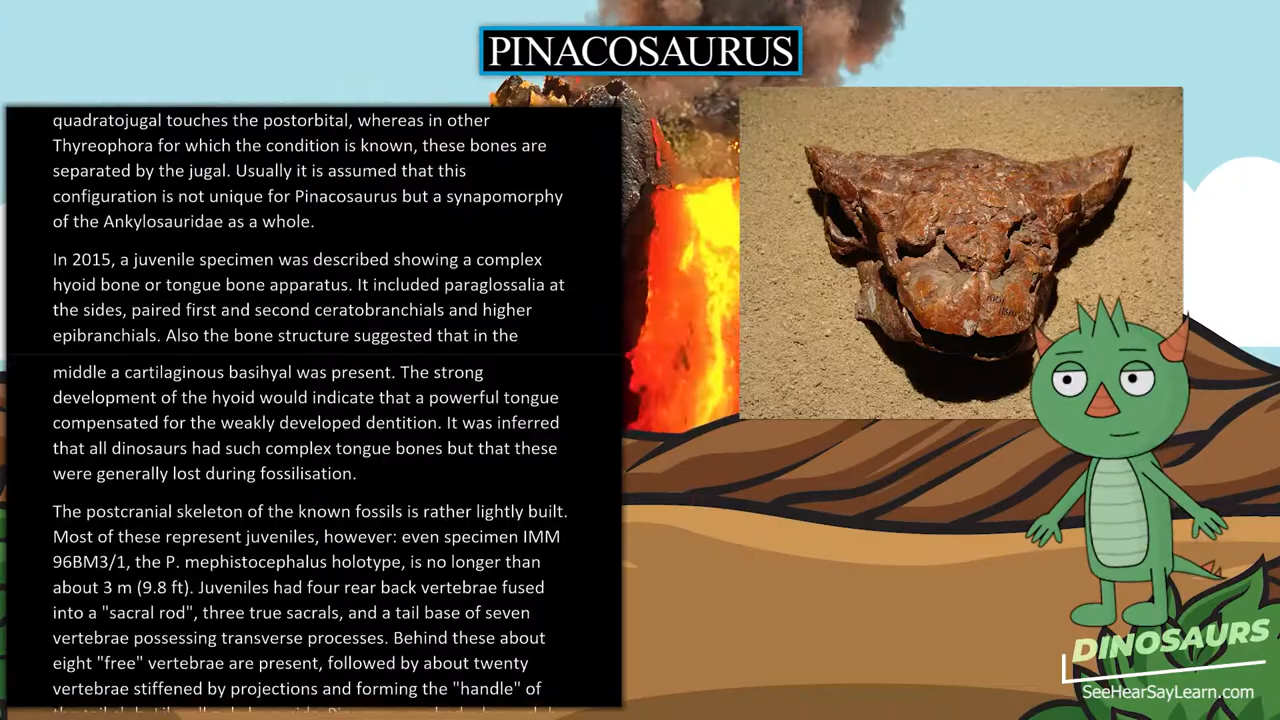 PINACOSAURUS
quadratojugal touches the postorbital, whereas in other
Thyreophora for which the condition is known, these bones are
separated by the jugal. Usually it is assumed that this
configuration is not unique for Pinacosaurus but a synapomorphy
of the Ankylosauridae as a whole.
In 2015, a juvenile specimen was described showing a complex
hyoid bone or tongue bone apparatus. It included paraglossalia at
the sides, paired first and second ceratobranchials and higher
epibranchials. Also the bone structure suggested that in the
middle a cartilaginous basihyal was present. The strong
development of the hyoid would indicate that a powerful tongue
compensated for the weakly developed dentition. It was inferred
that all dinosaurs had such complex tongue bones but that these
were generally lost during fossilisation.
The postcranial skeleton of the known fossils is rather lightly built.
Most of these represent juveniles, however: even specimen IMM
96BM3/1, the P. mephistocephalus holotype, is no longer than
about 3 m (9.8 ft). Juveniles had four rear back vertebrae fused
into a "sacral rod", three true sacrals, and a tail base of seven
vertebrae possessing transverse processes. Behind these about
eight "free" vertebrae are present, followed by about twenty
vertebrae stiffened by projections and forming the "handle" of
DINOSAURS
SeeHearSayLearn.com